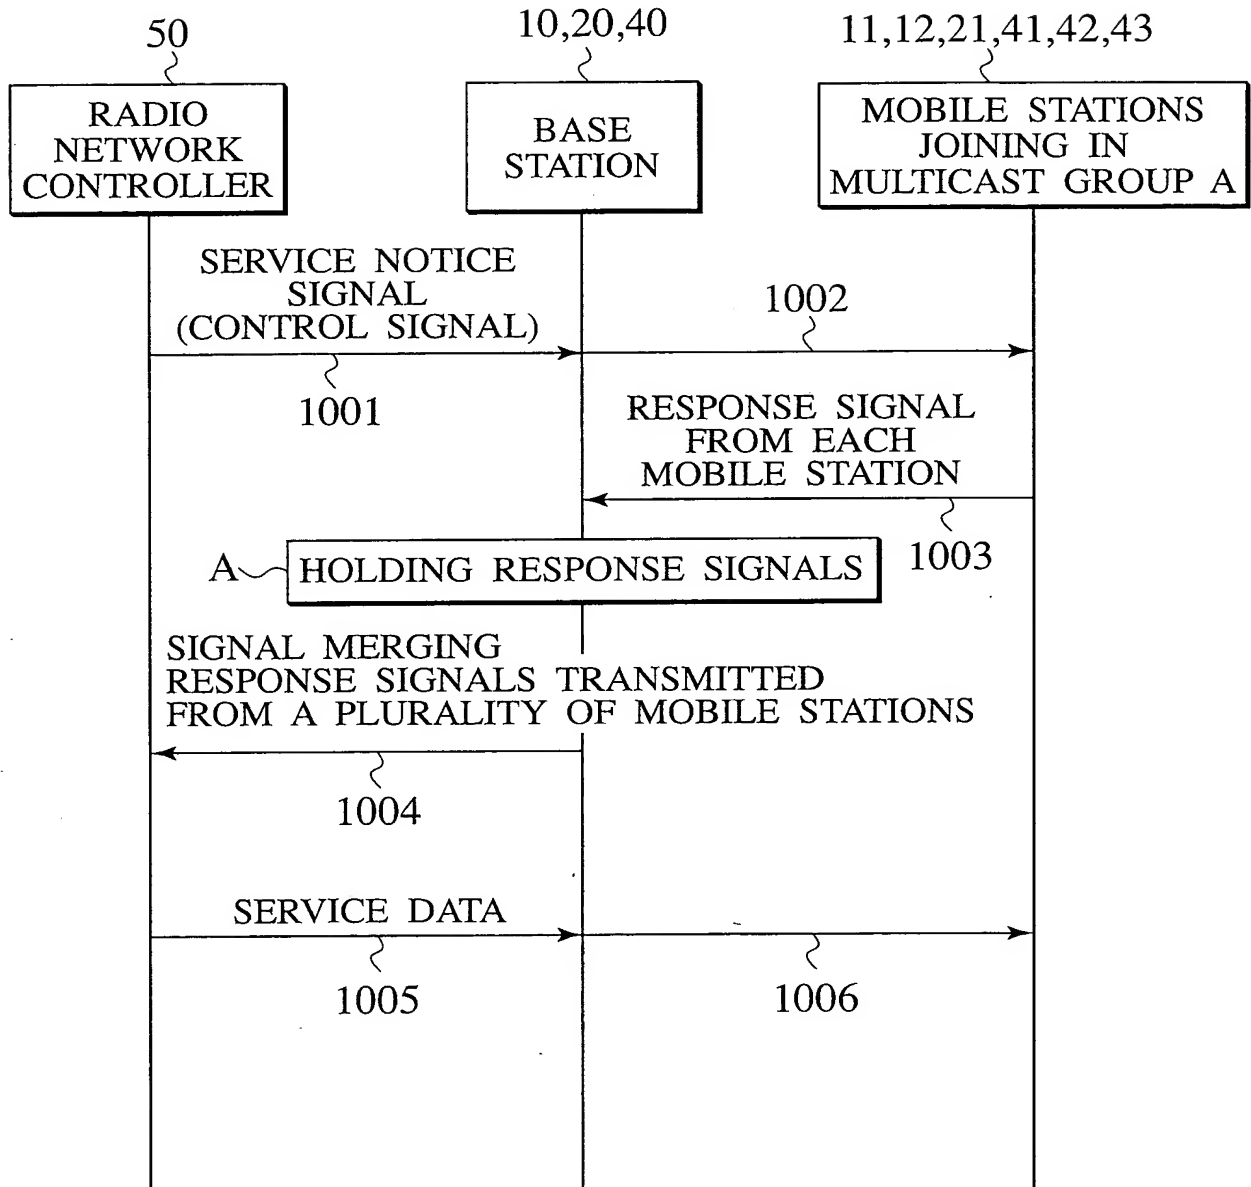 50
10,20,40
11,12,21,41,42,43
RADIO
NETWORK
CONTROLLER
BASE
STATION
MOBILE STATIONS
JOINING IN
MULTICAST GROUP A
SERVICE NOTICE
SIGNAL
(CONTROL SIGNAL)
1002
1001
RESPONSE SIGNAL
FROM EACH
MOBILE STATION
1003
A
HOLDING RESPONSE SIGNALS
SIGNAL MERGING
RESPONSE SIGNALS TRANSMITTED
FROM A PLURALITY OF MOBILE STATIONS
1004
SERVICE DATA
1005
1006